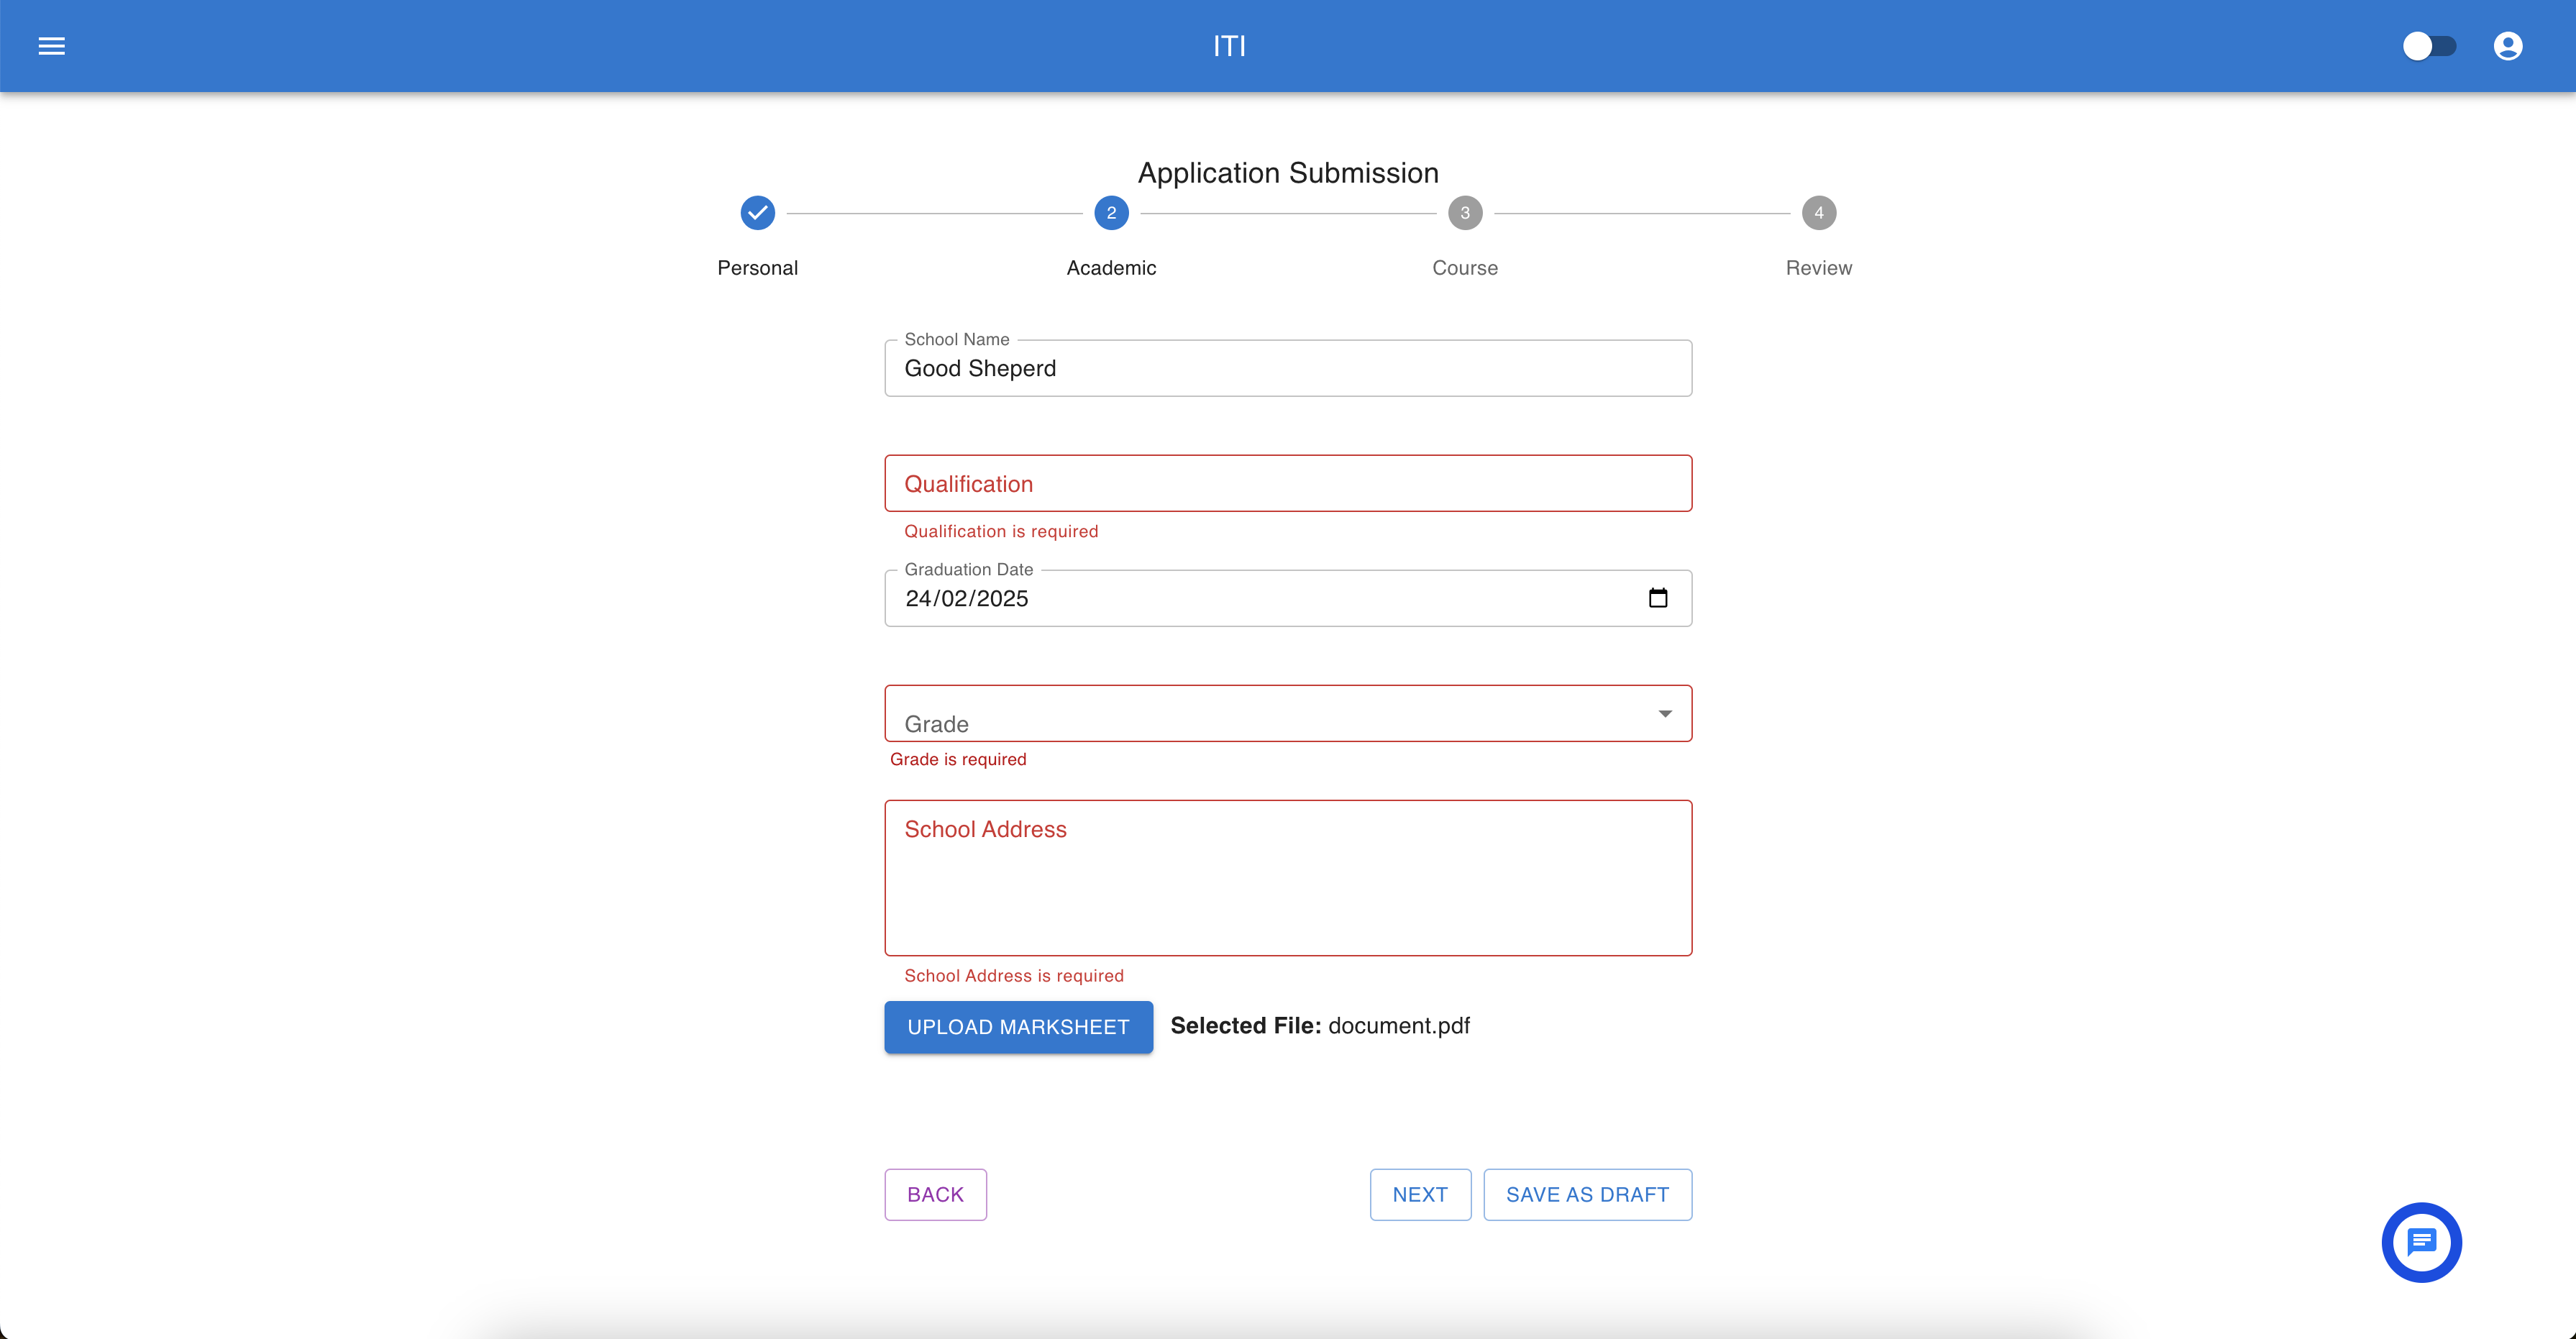 ITI
Application Submission
2
3
4
Personal
Academic
Course
Review
School Name
Good Sheperd
Qualification
Qualification is required
Graduation Date
24/02/2025
Grade
Grade is required
School Address
School Address is required
UPLOAD MARKSHEET Selected File: document.pdf
BACK
NEXT
SAVE AS DRAFT